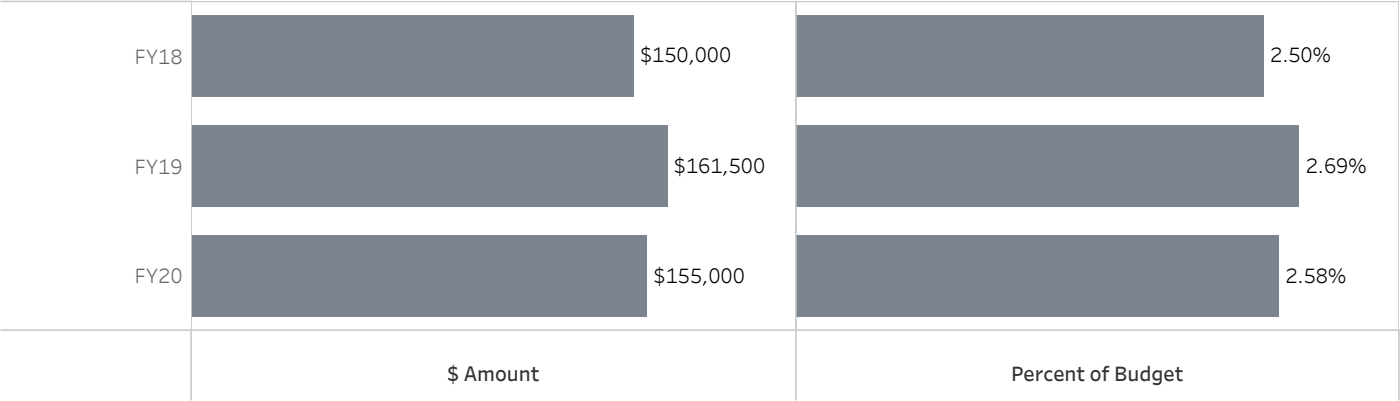 FY18 $150,000 2.50%
FY19 $161,500 2.69%
FY20 $155,000 2.58%
$ Amount Percent of Budget